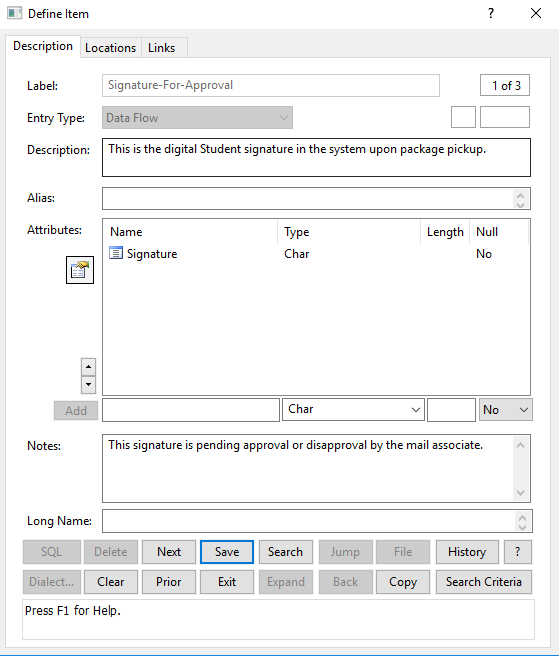 Define Item
?
Description Locations Links
Label: Signature-For-Approval 1 of 3
Entry Type: Data Flow
Description: This is the digital Student signature in the system upon package pickup.
Alias:
Attributes: Name Type Length Null
Signature Char No
Add Char No
Notes: This signature is pending approval or disapproval by the mail associate.
Long Name:
SQL Delete Next Save Search Jump File History ?
Dialect... Clear Prior Exit Expand Back Copy Search Criteria
Press F1 for Help.